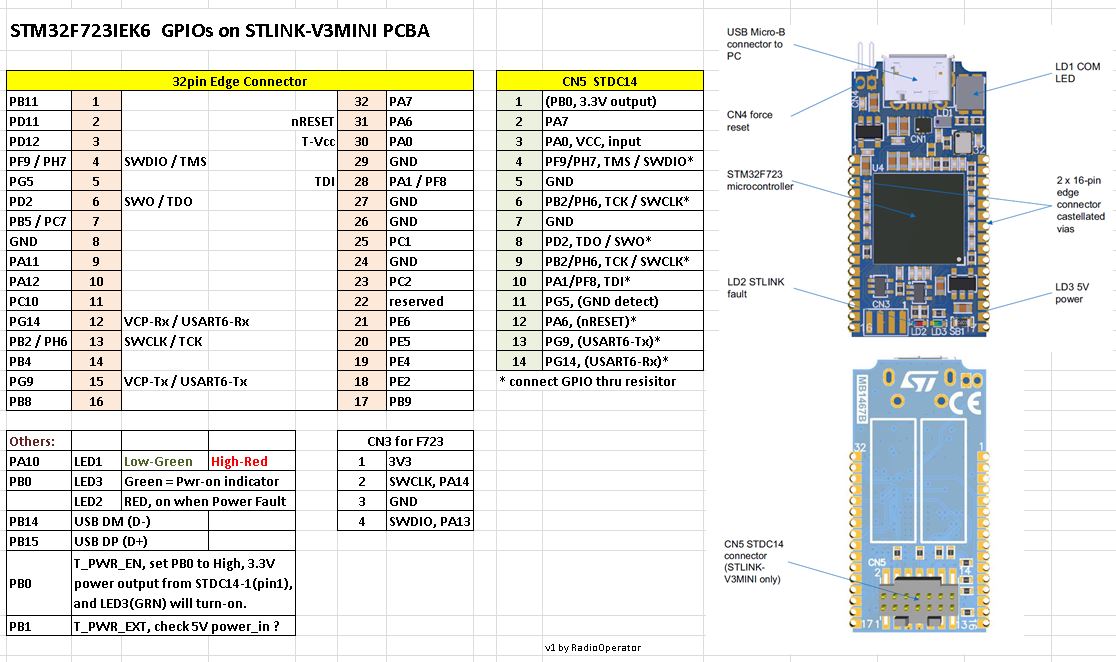 STM32F723IEK6 GPIOs on STLINK-V3MINI PCBA
32pin Edge Connector
PB11 1 32 PA7
PD11 2 nRESET 31 PA6
PD12 3 T-Vcc 30 PA0
PF9 / PH7 4 SWDIO / TMS 29 GND
PG5 5 TDI 28 PA1 / PF8
PD2 6 SWO / TDO 27 GND
PB5 / PC7 7 26 GND
GND 8 25 PC1
PA11 9 24 GND
PA12 10 23 PC2
PC10 11 22 reserved
PG14 12 VCP-Rx / USART6-Rx 21 PE6
PB2 / PH6 13 SWCLK / TCK 20 PE5
PB4 14 19 PE4
PG9 15 VCP-Tx / USART6-Tx 18 PE2
PB8 16 17 PB9
CN5 STDC14
1 (PB0, 3.3V output)
2 PA7
3 PA0, VCC, input
4 PF9/PH7, TMS / SWDIO*
5 GND
6 PB2/PH6, TCK / SWCLK*
7 GND
8 PD2, TDO / SWO*
9 PB2/PH6, TCK / SWCLK*
10 PA1/PF8, TDI*
11 PG5, (GND detect)
12 PA6, (nRESET)*
13 PG9, (USART6-Tx)*
14 PG14, (USART6-Rx)*
* connect GPIO thru resisitor
Others:
PA10 LED1 Low-Green High-Red
PB0 LED3 Green = Pwr-on indicator
LED2 RED, on when Power Fault
PB14 USB DM (D-)
PB15 USB DP (D+)
PB0
T_PWR_EN, set PB0 to High, 3.3V
power output from STDC14-1(pin1),
and LED3(GRN) will turn-on.
PB1 T_PWR_EXT, check 5V power_in ?
CN3 for F723
1 3V3
2 SWCLK, PA14
3 GND
4 SWDIO, PA13
v1 by RadioOperator
USB Micro-B
connector to
PC
LD1 COM
LED
CN4 force
reset
STM32F723
microcontroller
2 x 16-pin
edge
connector
castellated
vias
LD2 STLINK
fault
LD3 5V
power
CN4
LD1
CN1
1
32
U4
CN3
1
6
LD2 LD3 SB1
17
MB1467B
CE
32
1
CN5 STDC14
connector
(STLINK-
V3MINI only)
CN5
2
14
17 1
13
16